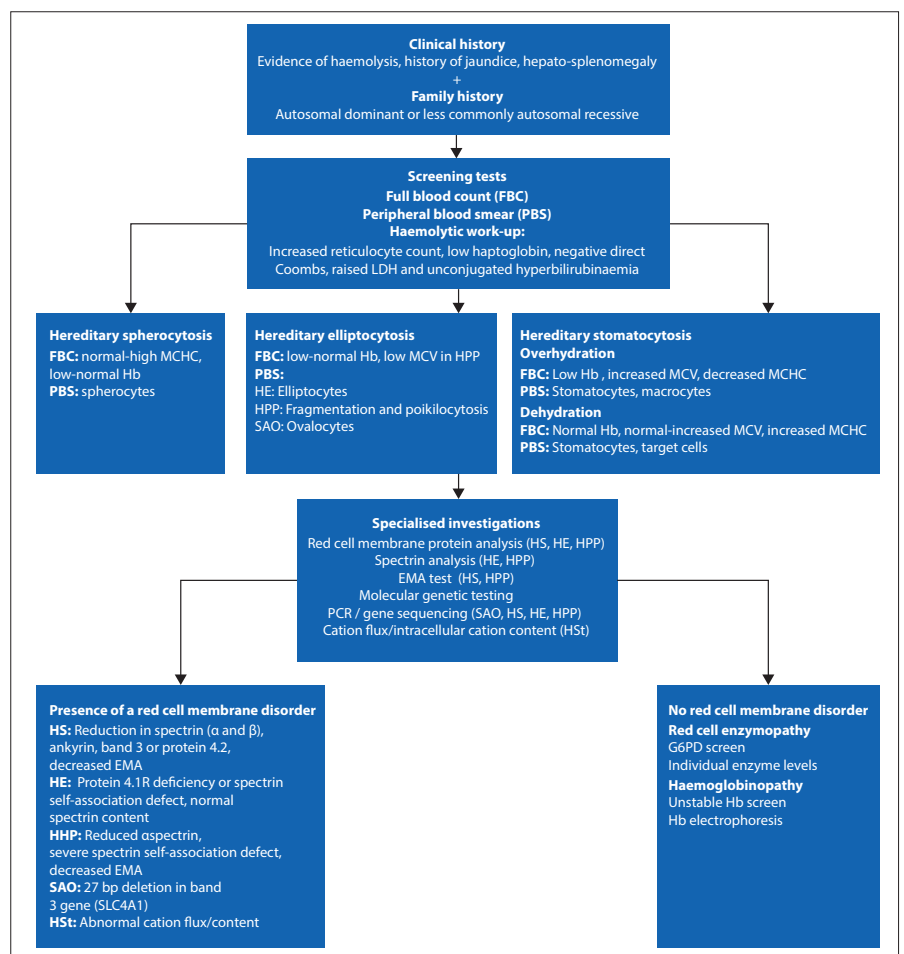 Clinical history
Evidence of haemolysis, history of jaundice, hepato-splenomegaly
+
Family history
Autosomal dominant or less commonly autosomal recessive
Screening tests
Full blood count (FBC)
Peripheral blood smear (PBS)
Haemolytic work-up:
Increased reticulocyte count, low haptoglobin, negative direct
Coombs, raised LDH and unconjugated hyperbilirubinaemia
Hereditary spherocytosis
FBC: normal-high MCHC,
low-normal Hb
PBS: spherocytes
Hereditary elliptocytosis
FBC: low-normal Hb, low MCV in HPP
PBS:
HE: Elliptocytes
HPP: Fragmentation and poikilocytosis
SAO: Ovalocytes
Hereditary stomatocytosis
Overhydration
FBC: Low Hb , increased MCV, decreased MCHC
PBS: Stomatocytes, macrocytes
Dehydration
FBC: Normal Hb, normal-increased MCV, increased MCHC
PBS: Stomatocytes, target cells
Specialised investigations
Red cell membrane protein analysis (HS, HE, HPP)
Spectrin analysis (HE, HPP)
EMA test (HS, HPP)
Molecular genetic testing
PCR / gene sequencing (SAO, HS, HE, HPP)
Cation flux/intracellular cation content (HSt)
Presence of a red cell membrane disorder
HS: Reduction in spectrin (α and β),
ankyrin, band 3 or protein 4.2,
decreased EMA
HE: Protein 4.1R deficiency or spectrin
self-association defect, normal
spectrin content
HHP: Reduced αspectrin,
severe spectrin self-association defect,
decreased EMA
SAO: 27 bp deletion in band
3 gene (SLC4A1)
HSt: Abnormal cation flux/content
No red cell membrane disorder
Red cell enzymopathy
G6PD screen
Individual enzyme levels
Haemoglobinopathy
Unstable Hb screen
Hb electrophoresis